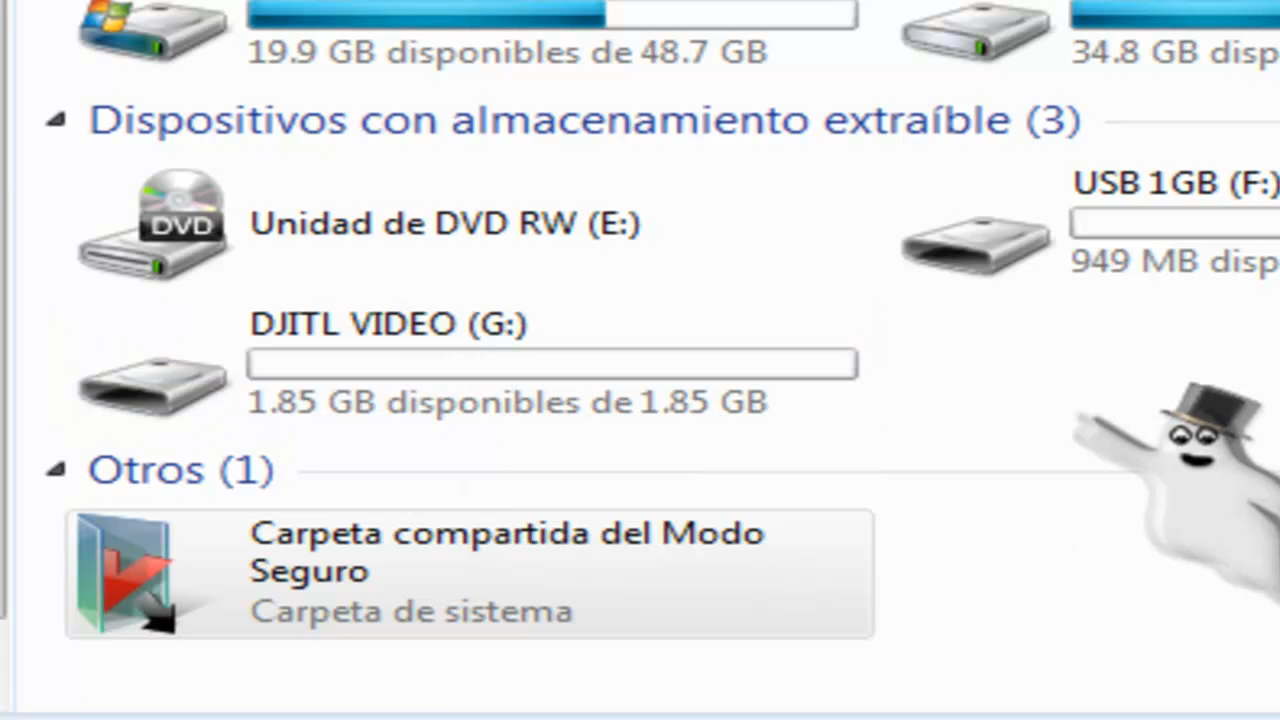 19.9 GB disponibles de 48.7 GB
34.8 GB disp
Dispositivos con almacenamiento extraíble (3)
DVD
Unidad de DVD RW (E:)
USB 1GB (F:)
949 MB disp
DJITL VIDEO (G:)
1.85 GB disponibles de 1.85 GB
Otros (1)
Carpeta compartida del Modo
Seguro
Carpeta de sistema